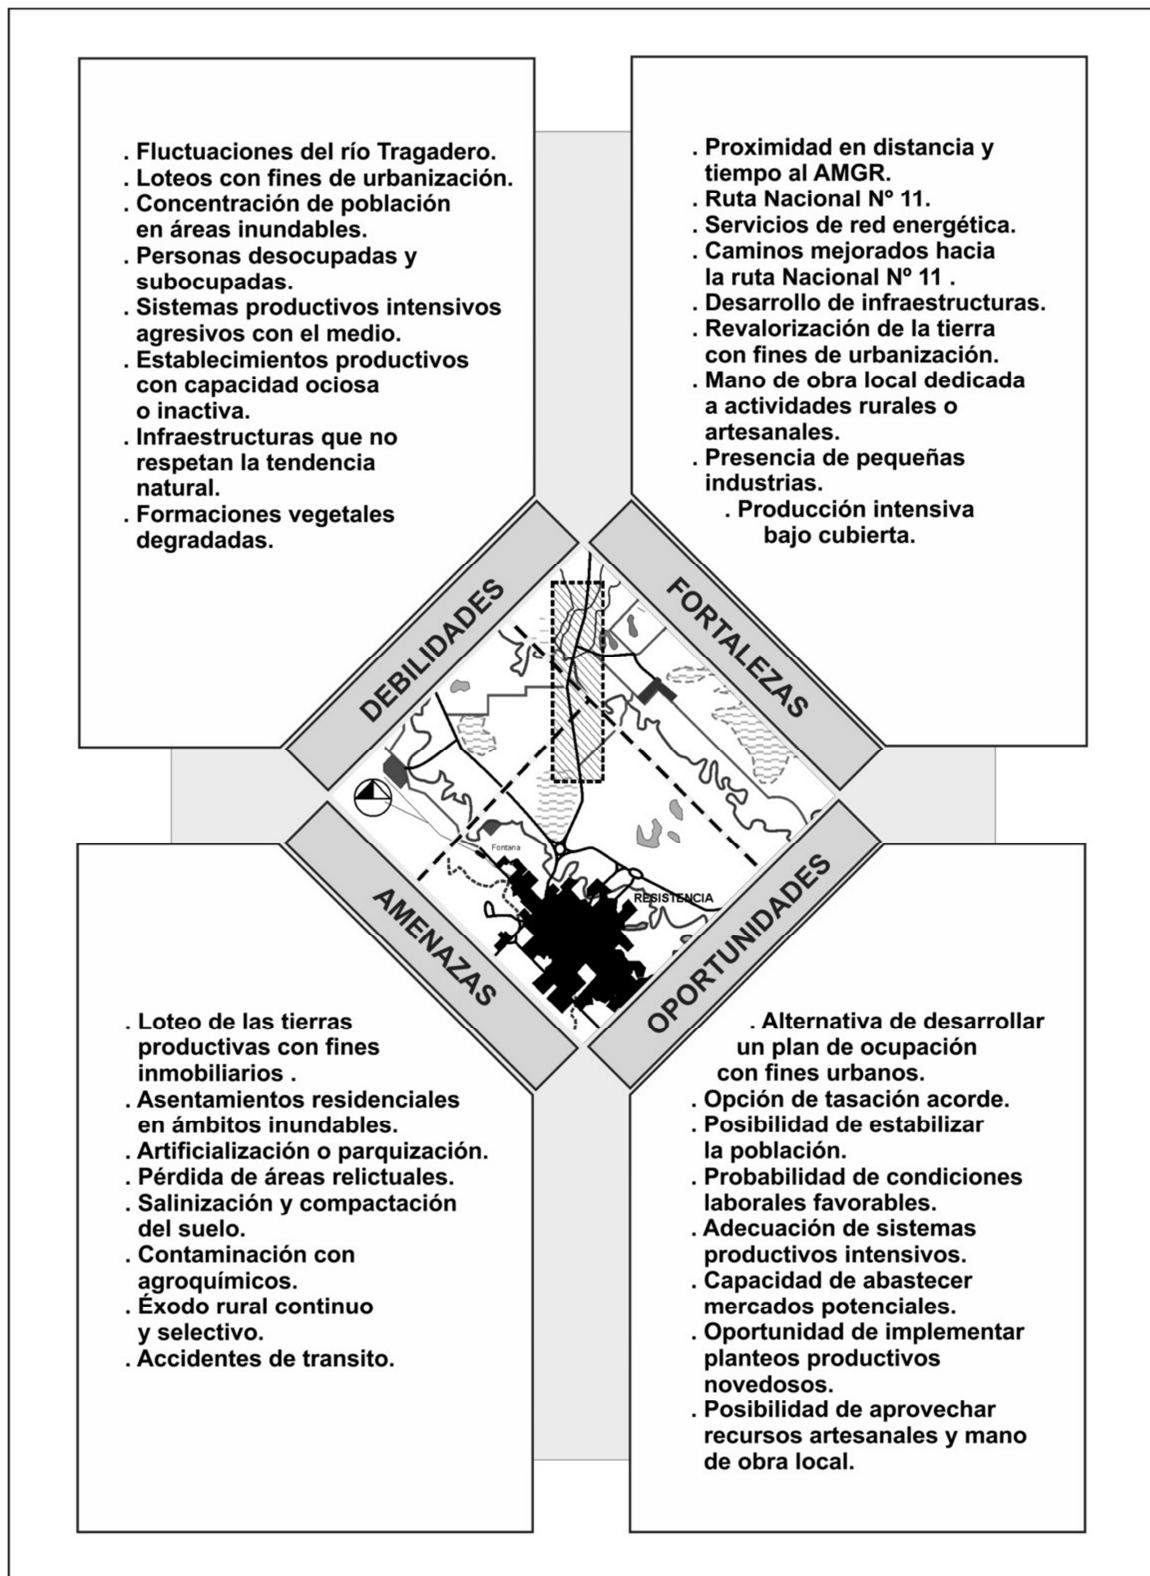 . Fluctuaciones del río Tragadero.
. Loteos con fines de urbanización.
. Concentración de población
en áreas inundables.
. Personas desocupadas y
subocupadas.
. Sistemas productivos intensivos
agresivos con el medio.
. Establecimientos productivos
con capacidad ociosa
o inactiva.
. Infraestructuras que no
respetan la tendencia
natural.
. Formaciones vegetales
degradadas.
DEBILIDADES
. Proximidad en distancia y
tiempo al AMGR.
. Ruta Nacional Nº 11.
. Servicios de red energética.
. Caminos mejorados hacia
la ruta Nacional Nº 11 .
. Desarrollo de infraestructuras.
. Revalorización de la tierra
con fines de urbanización.
. Mano de obra local dedicada
a actividades rurales o
artesanales.
. Presencia de pequeñas
industrias.
. Producción intensiva
bajo cubierta.
FORTALEZAS
Fontana
RESISTENCIA
AMENAZAS
. Loteo de las tierras
productivas con fines
inmobiliarios .
. Asentamientos residenciales
en ámbitos inundables.
. Artificialización o parquización.
. Pérdida de áreas relictuales.
. Salinización y compactación
del suelo.
. Contaminación con
agroquímicos.
. Éxodo rural continuo
y selectivo.
. Accidentes de transito.
OPORTUNIDADES
. Alternativa de desarrollar
un plan de ocupación
con fines urbanos.
. Opción de tasación acorde.
. Posibilidad de estabilizar
la población.
. Probabilidad de condiciones
laborales favorables.
. Adecuación de sistemas
productivos intensivos.
. Capacidad de abastecer
mercados potenciales.
. Oportunidad de implementar
planteos productivos
novedosos.
. Posibilidad de aprovechar
recursos artesanales y mano
de obra local.